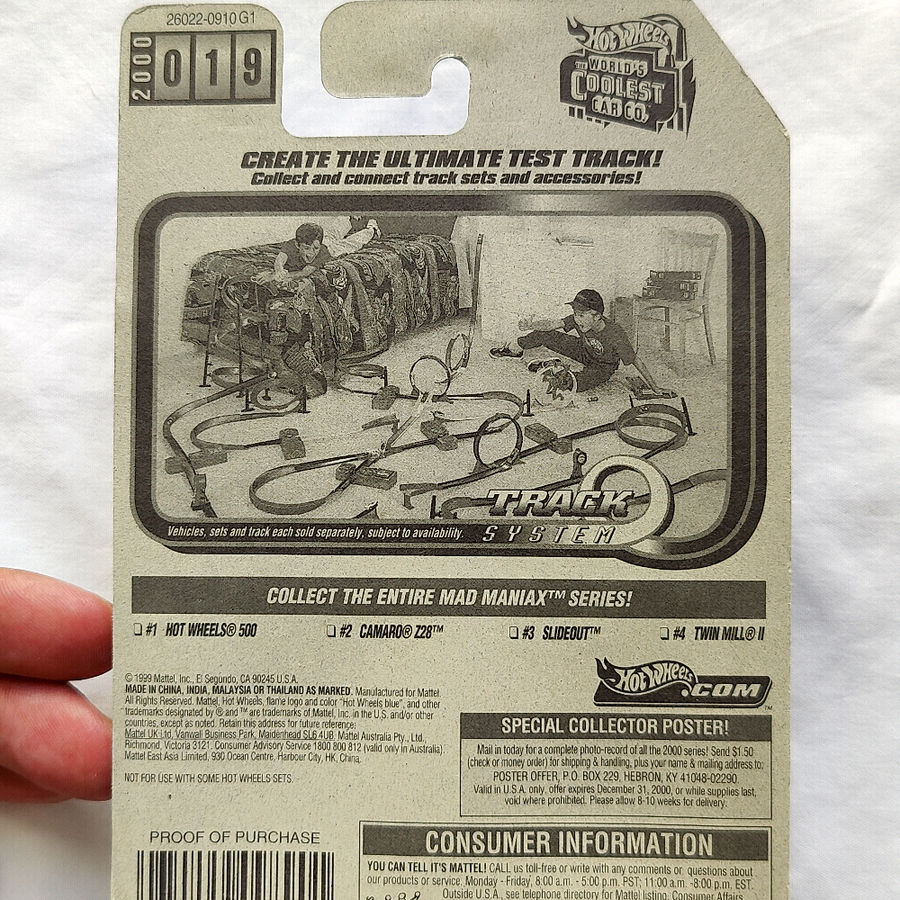 26022-0910 G1
2000 019
HOT WHEELS
THE WORLD'S
COOLEST
CAR CO.
CREATE THE ULTIMATE TEST TRACK!
Collect and connect track sets and accessories!
TRACK
SYSTEM
Vehicles, sets and track each sold separately, subject to availability.
COLLECT THE ENTIRE MAD MANIAX™ SERIES!
#1 HOT WHEELS® 500 #2 CAMARO® Z28™ #3 SLIDEOUT™ #4 TWIN MILL® II
© 1999 Mattel, Inc., El Segundo, CA 90245 U.S.A.
MADE IN CHINA, INDIA, MALAYSIA OR THAILAND AS MARKED. Manufactured for Mattel.
All Rights Reserved. Mattel, Hot Wheels, flame logo and color "Hot Wheels blue", and other
trademarks designated by ® and ™ are trademarks of Mattel, Inc. in the U.S. and/or other
countries, except as noted. Retain this address for future reference:
Mattel UK Ltd, Vanwall Business Park, Maidenhead SL6 4UB. Mattel Australia Pty., Ltd.,
Richmond, Victoria 3121. Consumer Advisory Service 1800 800 812 (valid only in Australia).
Mattel East Asia Limited, 930 Ocean Centre, Harbour City, HK, China.
NOT FOR USE WITH SOME HOT WHEELS SETS.
HOT WHEELS.COM™
SPECIAL COLLECTOR POSTER!
Mail in today for a complete photo-record of all the 2000 series! Send $1.50
(check or money order) for shipping & handling, plus your name & mailing address to:
POSTER OFFER, P.O. BOX 229, HEBRON, KY 41048-02290.
Valid in U.S.A. only, offer expires December 31, 2000, or while supplies last,
void where prohibited. Please allow 8-10 weeks for delivery.
PROOF OF PURCHASE
CONSUMER INFORMATION
YOU CAN TELL IT'S MATTEL! CALL us toll-free or write with any comments or questions about
our products or service. Monday - Friday, 8:00 a.m. - 5:00 p.m. PST; 11:00 a.m. -8:00 p.m. EST.
Outside U.S.A., see telephone directory for Mattel listing. Consumer Affairs,